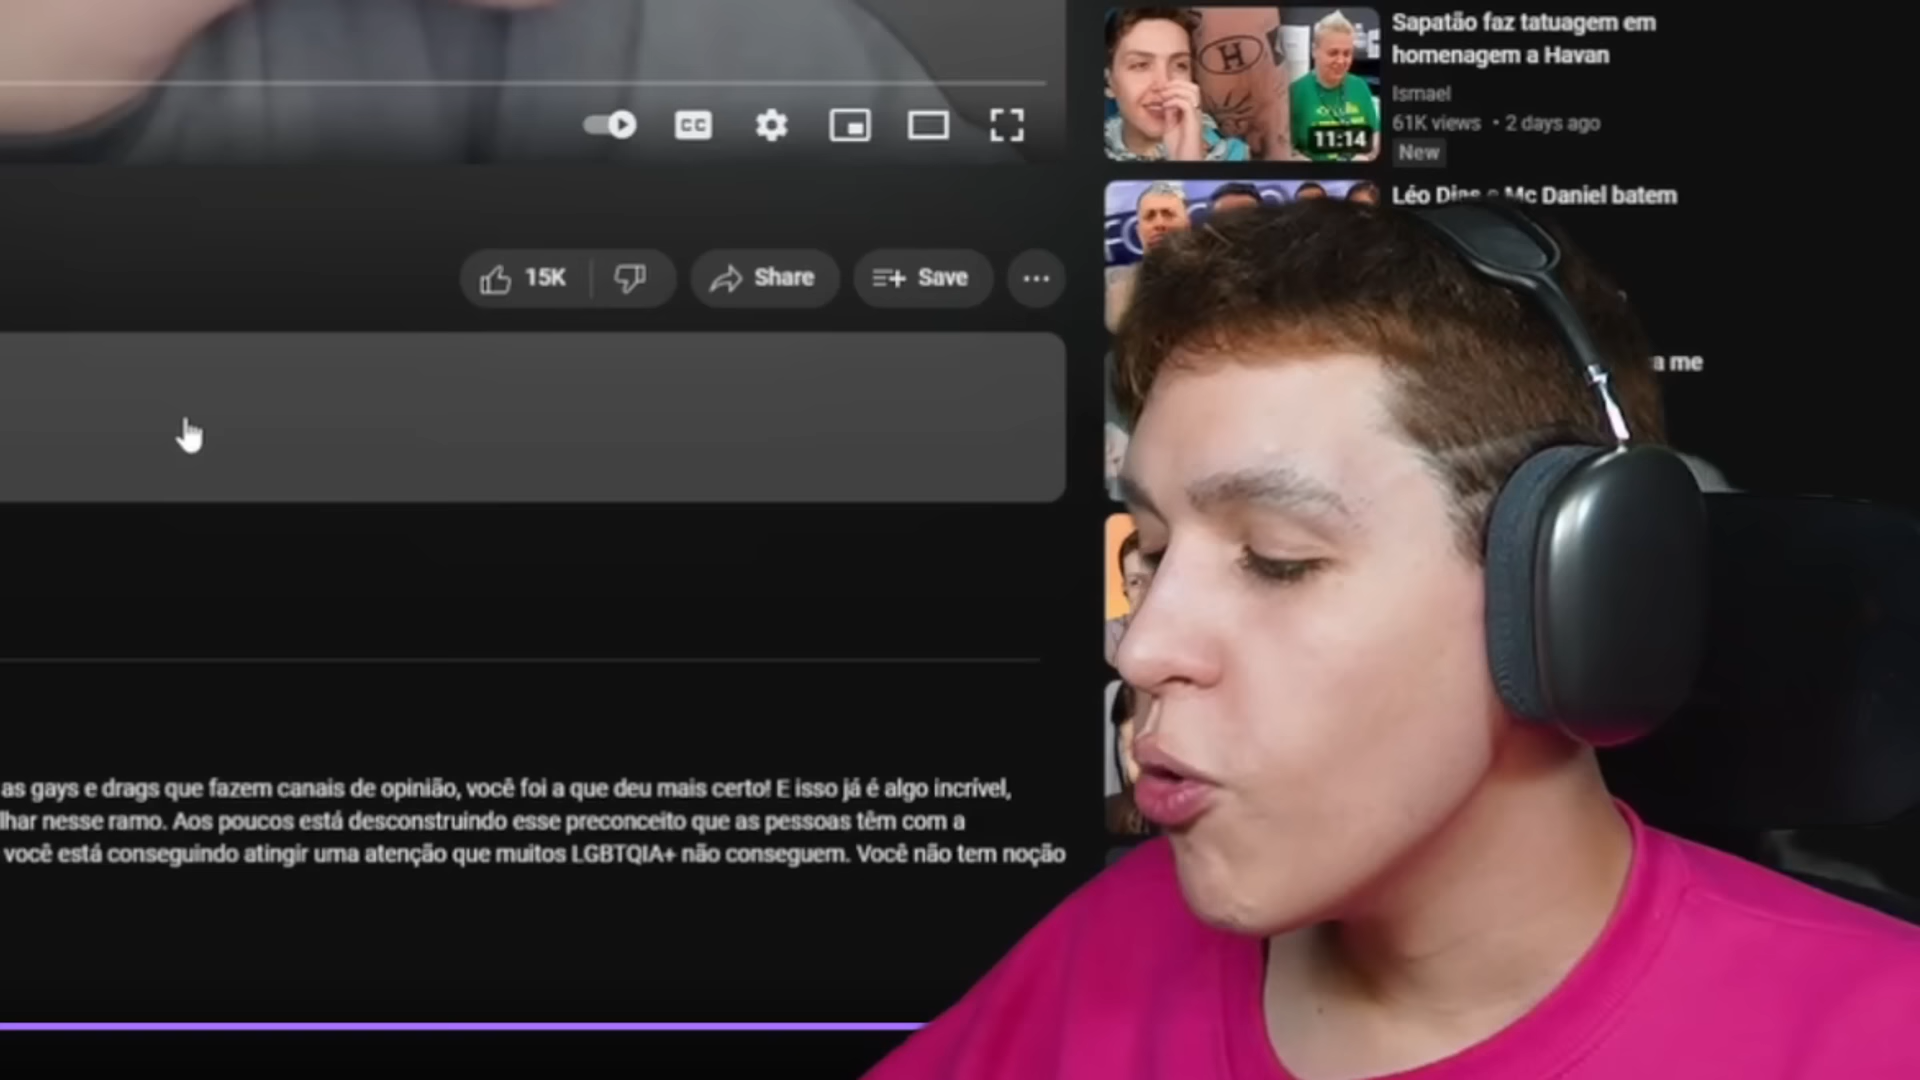 Sapatão faz tatuagem em
homenagem a Havan
Ismael
61K views • 2 days ago
New
11:14
H
CC
Léo Dias e Mc Daniel batem
15K
Share
Save
a me
as gays e drags que fazem canais de opinião, você foi a que deu mais certo! E isso já é algo incrível,
lhar nesse ramo. Aos poucos está desconstruindo esse preconceito que as pessoas têm com a
você está conseguindo atingir uma atenção que muitos LGBTQIA+ não conseguem. Você não tem noção